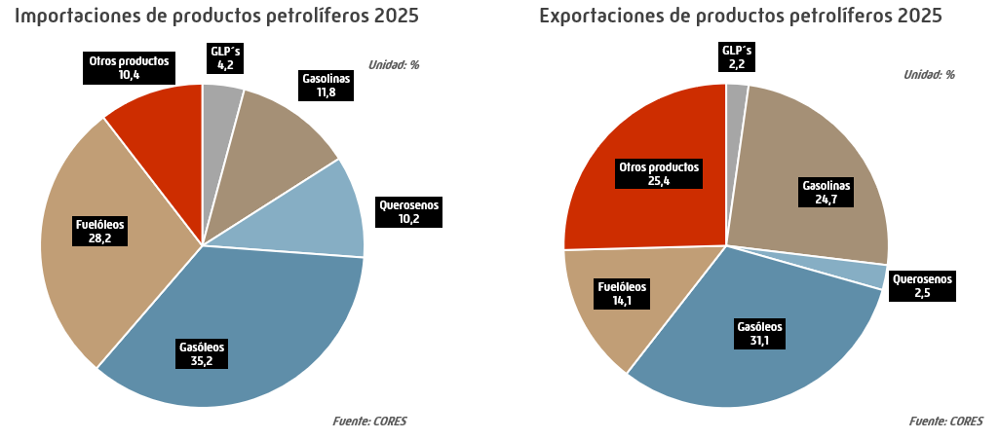 Importaciones de productos petrolíferos 2025
Unidad: %
GLP´s
4,2
Gasolinas
11,8
Querosenos
10,2
Gasóleos
35,2
Fuelóleos
28,2
Otros productos
10,4
Fuente: CORES
Exportaciones de productos petrolíferos 2025
Unidad: %
GLP´s
2,2
Gasolinas
24,7
Querosenos
2,5
Gasóleos
31,1
Fuelóleos
14,1
Otros productos
25,4
Fuente: CORES